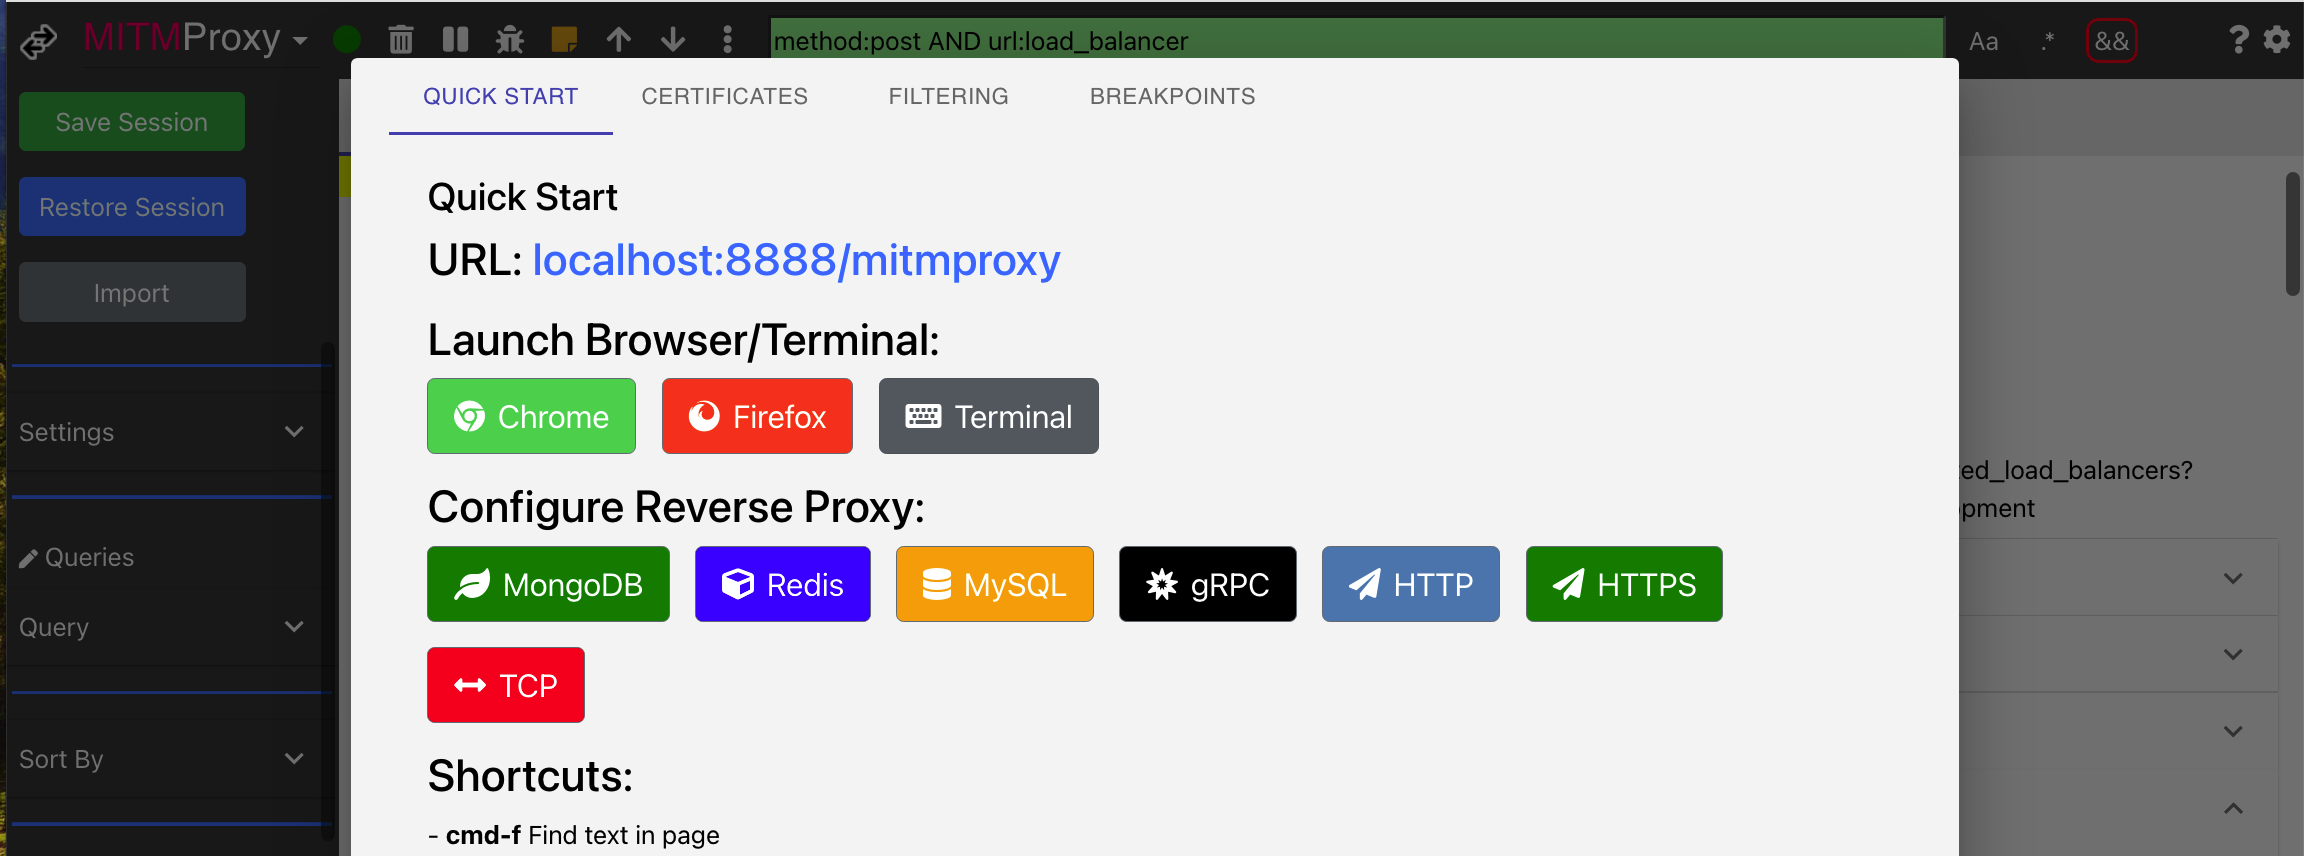 MITMProxy
method:post AND url:load_balancer
Aa
.*
&&
?
Save Session
Restore Session
Import
Settings
Queries
Query
Sort By
QUICK START CERTIFICATES FILTERING BREAKPOINTS
Quick Start
URL: localhost:8888/mitmproxy
Launch Browser/Terminal:
Chrome Firefox Terminal
Configure Reverse Proxy:
MongoDB Redis MySQL gRPC HTTP HTTPS
TCP
Shortcuts:
- cmd-f Find text in page
ed_load_balancers?
pment